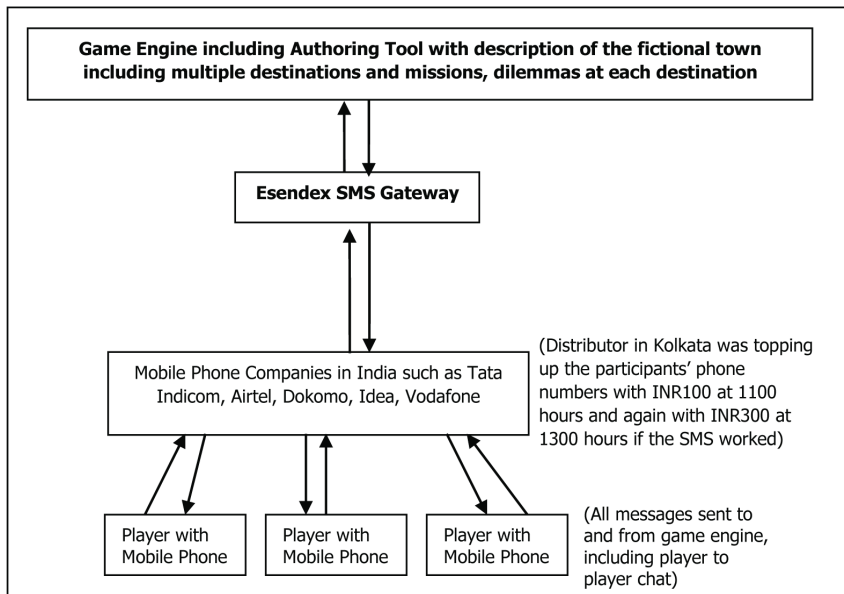 Game Engine including Authoring Tool with description of the fictional town
including multiple destinations and missions, dilemmas at each destination
Esendex SMS Gateway
Mobile Phone Companies in India such as Tata
Indicom, Airtel, Dokomo, Idea, Vodafone
(Distributor in Kolkata was topping
up the participants' phone
numbers with INR100 at 1100
hours and again with INR300 at
1300 hours if the SMS worked)
Player with
Mobile Phone
Player with
Mobile Phone
Player with
Mobile Phone
(All messages sent to
and from game engine,
including player to
player chat)